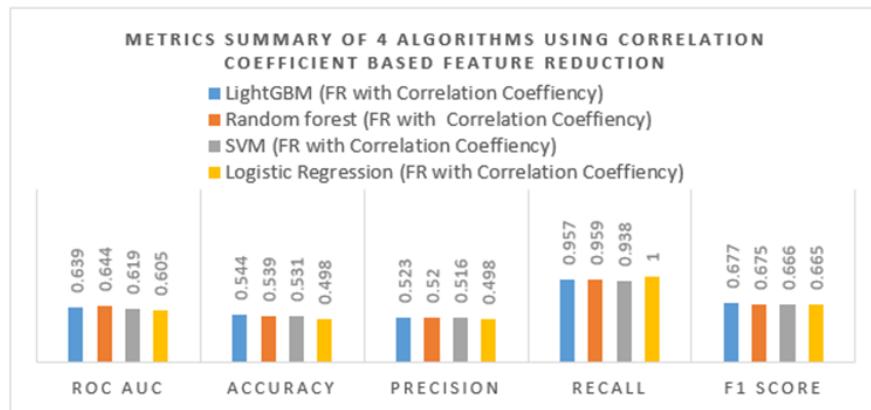 METRICS SUMMARY OF 4 ALGORITHMS USING CORRELATION
COEFFICIENT BASED FEATURE REDUCTION
LightGBM (FR with Correlation Coeffiency)
Random forest (FR with Correlation Coeffiency)
SVM (FR with Correlation Coeffiency)
Logistic Regression (FR with Correlation Coeffiency)
0.639
0.644
0.619
0.605
0.544
0.539
0.531
0.498
0.523
0.52
0.516
0.498
0.957
0.959
0.938
1
0.677
0.675
0.666
0.665
ROC AUC
ACCURACY
PRECISION
RECALL
F1 SCORE